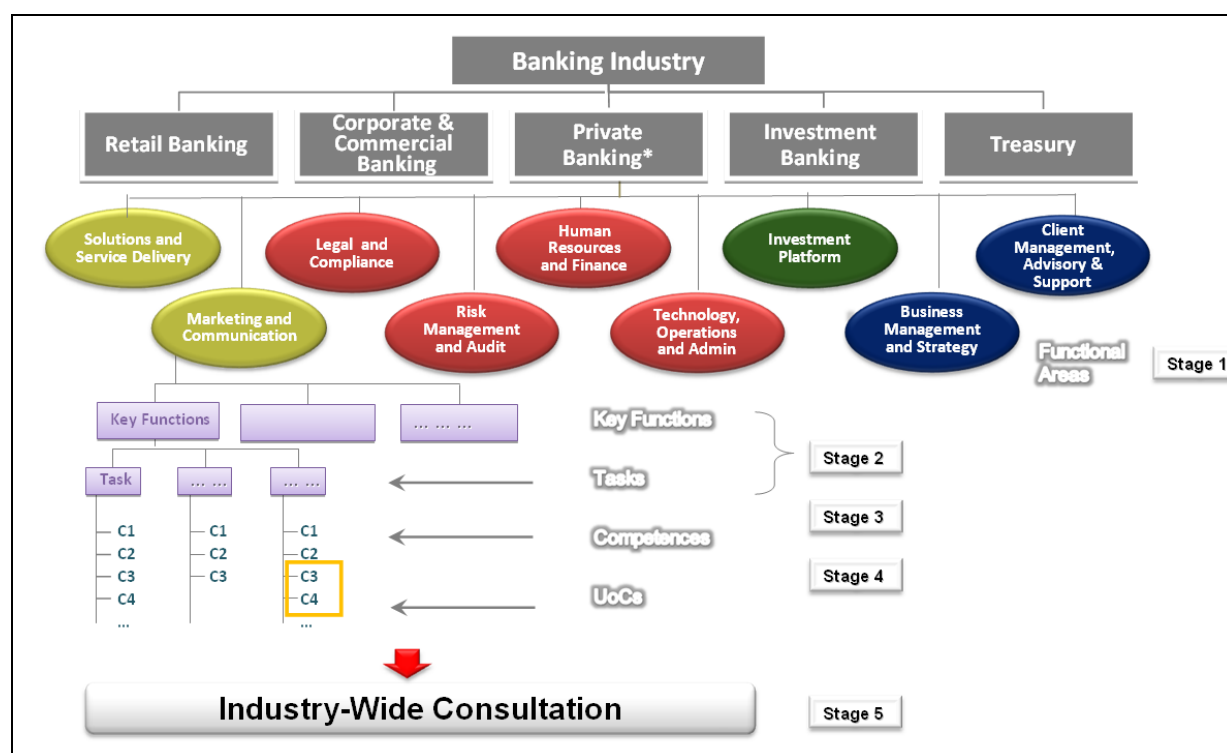 Banking Industry
Retail Banking
Corporate &
Commercial
Banking
Private
Banking*
Investment
Banking
Treasury
Solutions and
Service Delivery
Legal and
Compliance
Human
Resources
and Finance
Investment
Platform
Client
Management,
Advisory &
Support
Marketing and
Communication
Risk
Management
and Audit
Technology,
Operations
and Admin
Business
Management
and Strategy
Functional
Areas
Stage 1
Key Functions
... ... ...
Key Functions
Stage 2
Task
... ...
... ...
Tasks
C1
C2
C3
C4
...
C1
C2
C3
C1
C2
C3
C4
...
Competences
Stage 3
UoCs
Stage 4
Industry-Wide Consultation
Stage 5